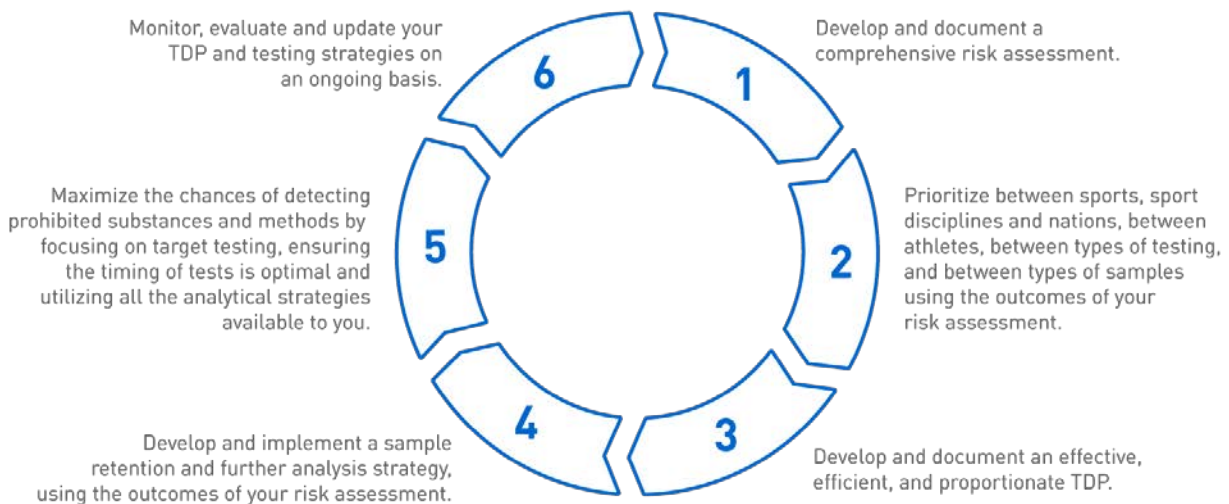 1
Develop and document a
comprehensive risk assessment.
2
Prioritize between sports, sport
disciplines and nations, between
athletes, between types of testing,
and between types of samples
using the outcomes of your
risk assessment.
3
Develop and document an effective,
efficient, and proportionate TDP.
4
Develop and implement a sample
retention and further analysis strategy,
using the outcomes of your risk assessment.
5
Maximize the chances of detecting
prohibited substances and methods by
focusing on target testing, ensuring
the timing of tests is optimal and
utilizing all the analytical strategies
available to you.
6
Monitor, evaluate and update your
TDP and testing strategies on
an ongoing basis.